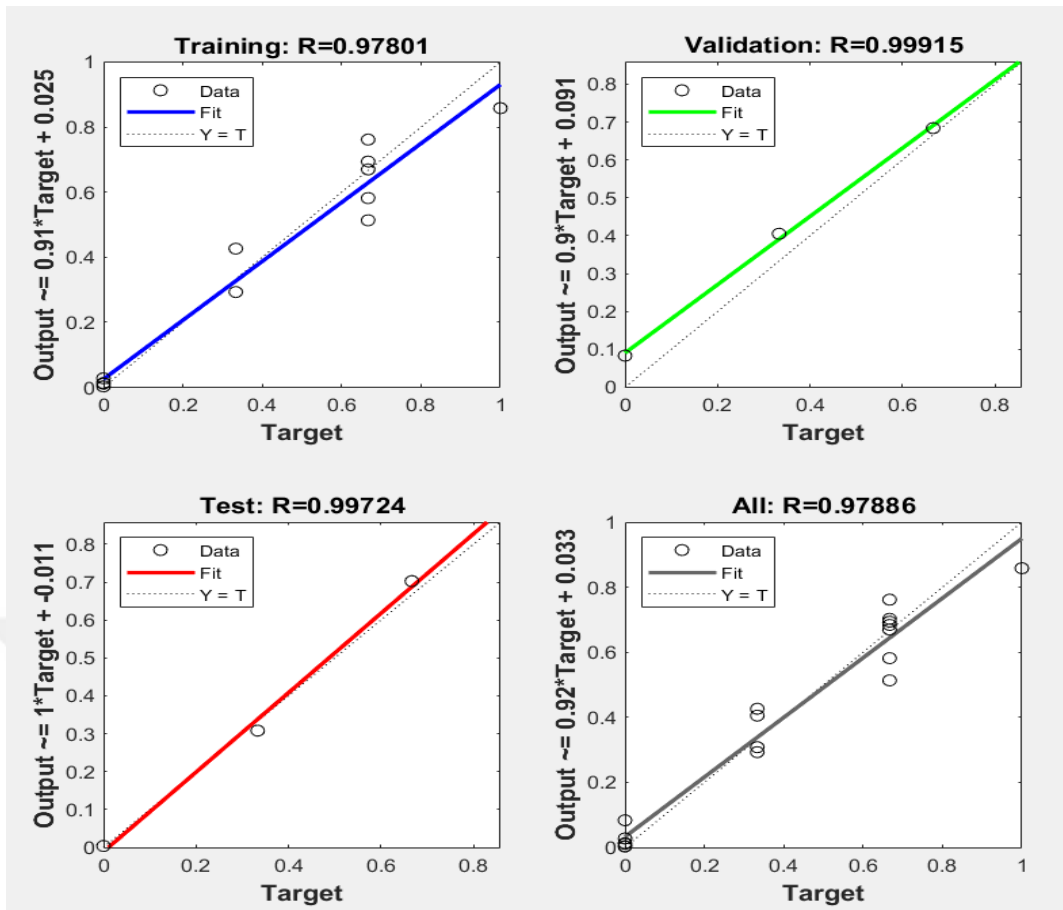 Training: R=0.97801
Output ~= 0.91*Target + 0.025
1
0.8
0.6
0.4
0.2
0
Data
Fit
Y = T
0
0.2
0.4
0.6
0.8
1
Target
Validation: R=0.99915
Output ~= 0.9*Target + 0.091
0.8
0.7
0.6
0.5
0.4
0.3
0.2
0.1
0
Data
Fit
Y = T
0
0.2
0.4
0.6
0.8
Target
Test: R=0.99724
Output ~= 1*Target + -0.011
0.8
0.7
0.6
0.5
0.4
0.3
0.2
0.1
0
Data
Fit
Y = T
0
0.2
0.4
0.6
0.8
Target
All: R=0.97886
Output ~= 0.92*Target + 0.033
1
0.8
0.6
0.4
0.2
0
Data
Fit
Y = T
0
0.2
0.4
0.6
0.8
1
Target